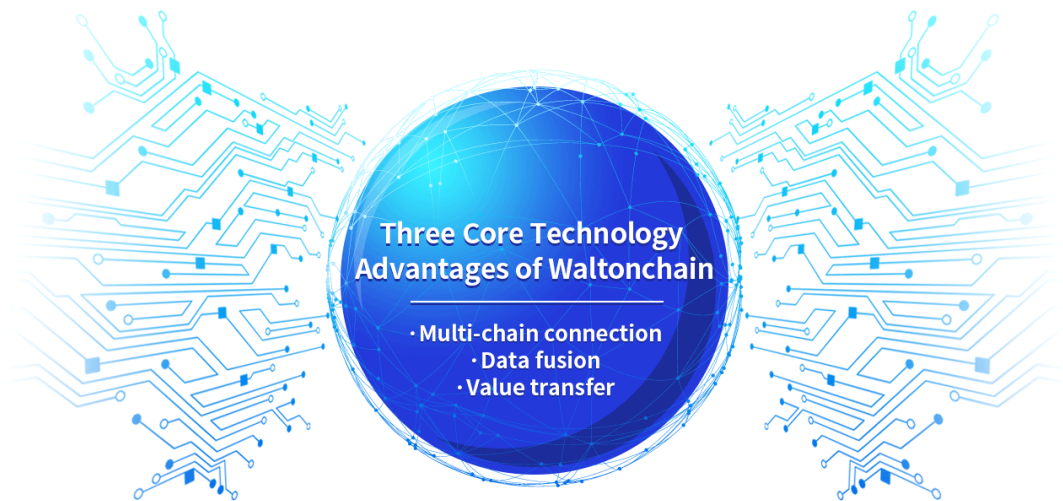 Three Core Technology
Advantages of Waltonchain
·Multi-chain connection
·Data fusion
·Value transfer